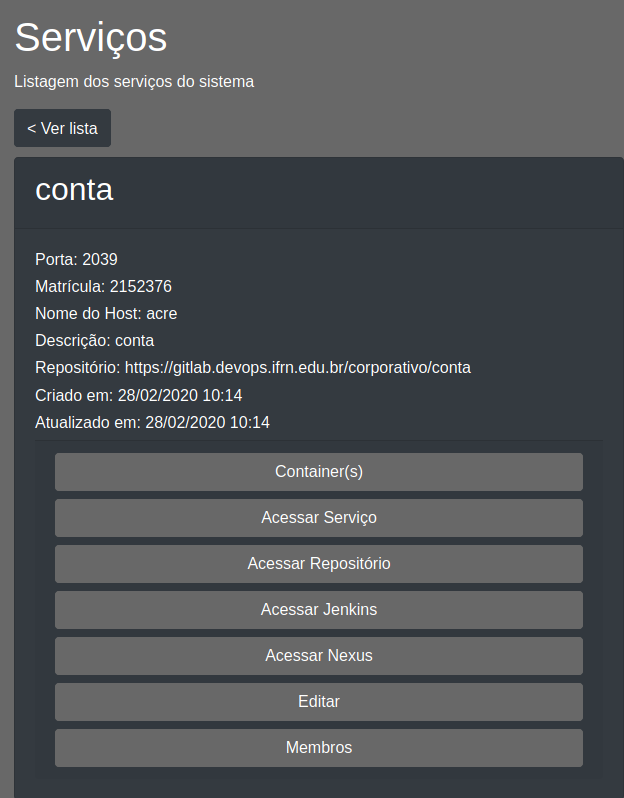 Serviços
Listagem dos serviços do sistema
< Ver lista
conta
Porta: 2039
Matrícula: 2152376
Nome do Host: acre
Descrição: conta
Repositório: https://gitlab.devops.ifrn.edu.br/corporativo/conta
Criado em: 28/02/2020 10:14
Atualizado em: 28/02/2020 10:14
Container(s)
Acessar Serviço
Acessar Repositório
Acessar Jenkins
Acessar Nexus
Editar
Membros